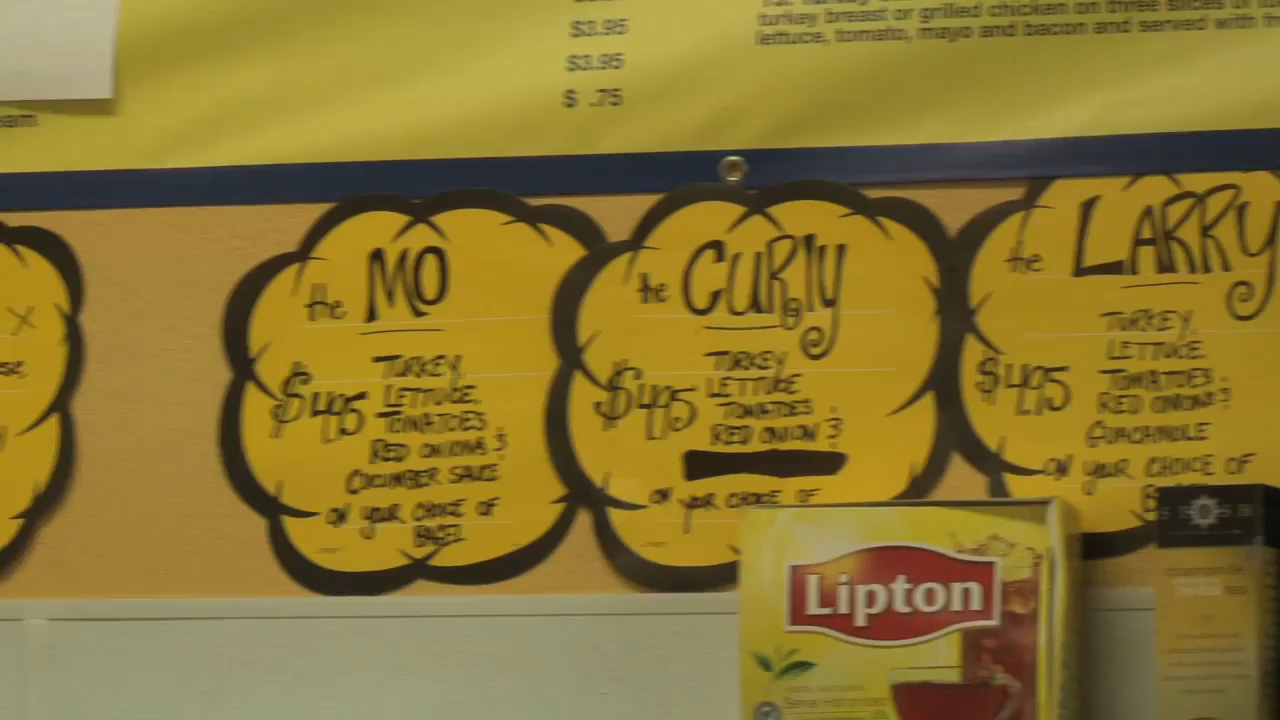 $3.95
$3.95
$ .75
turkey breast or grilled chicken on three slices of
lettuce, tomato, mayo and bacon and served with
the MO
$4.95
TURKEY,
LETTUCE,
TOMATOES,
RED ONIONS &
CUCUMBER SAUCE
ON YOUR CHOICE OF
BAGEL
the CURLY
$4.95
TURKEY
LETTUCE
TOMATOES,
RED ONION &
ON YOUR CHOICE OF
the LARRY
$4.95
TURKEY,
LETTUCE,
TOMATOES,
RED ONIONS &
GUACAMOLE
ON YOUR CHOICE OF
Lipton